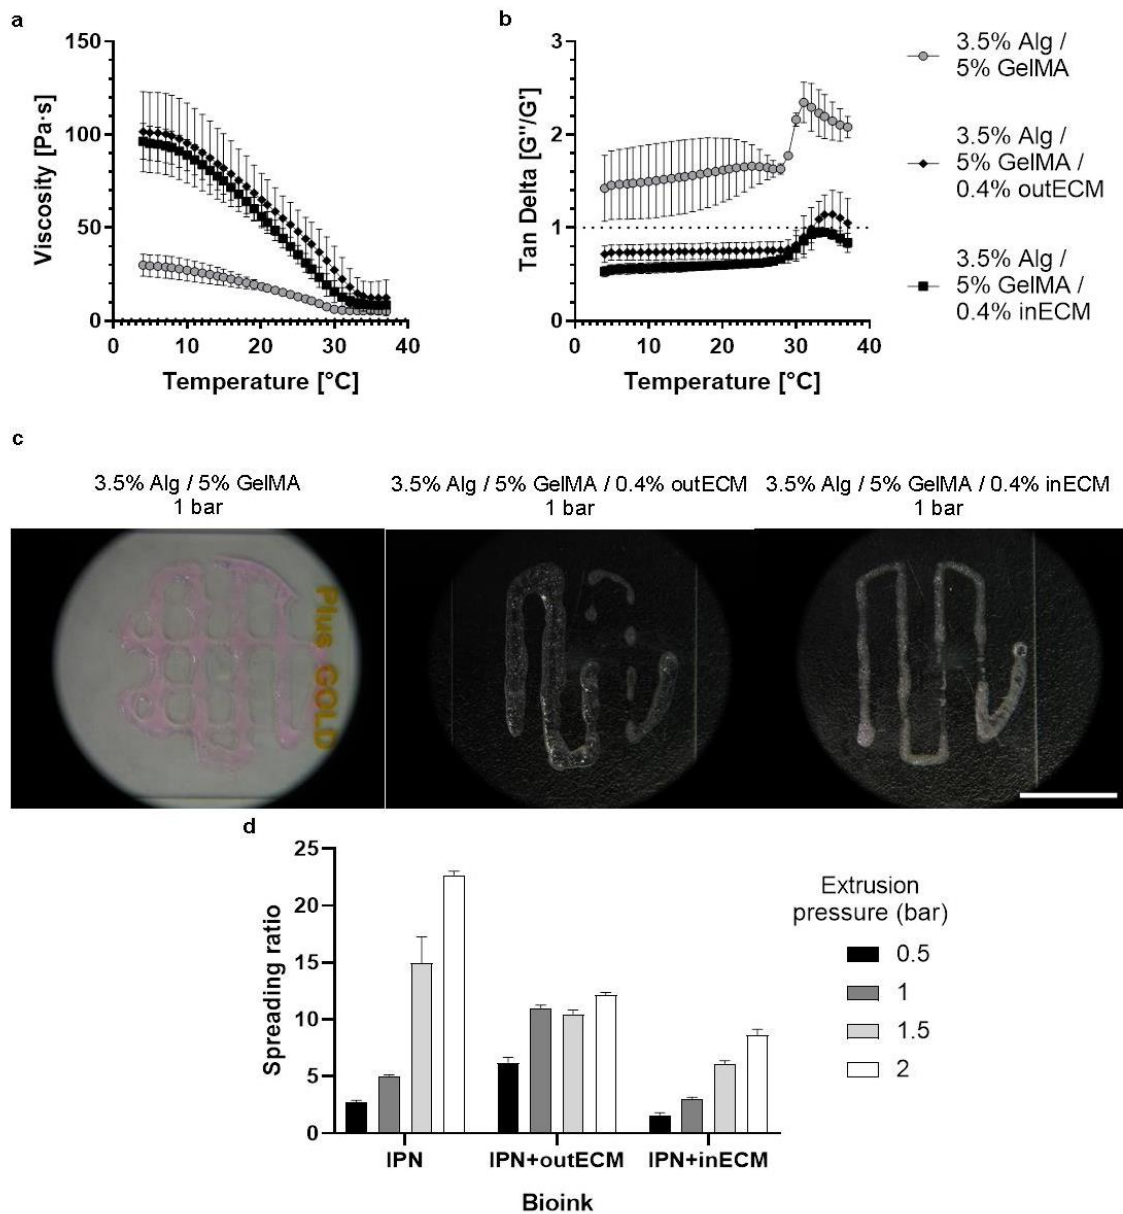 a
150
100
50
0
Viscosity [Pa·s]
0 10 20 30 40
Temperature [°C]
b
3
2
1
0
Tan Delta [G''/G']
0 10 20 30 40
Temperature [°C]
3.5% Alg /
5% GelMA
3.5% Alg /
5% GelMA /
0.4% outECM
3.5% Alg /
5% GelMA /
0.4% inECM
c
3.5% Alg / 5% GelMA
1 bar
3.5% Alg / 5% GelMA / 0.4% outECM
1 bar
3.5% Alg / 5% GelMA / 0.4% inECM
1 bar
Plus GOLD
d
25
20
15
10
5
0
Spreading ratio
IPN IPN+outECM IPN+inECM
Bioink
Extrusion
pressure (bar)
0.5
1
1.5
2